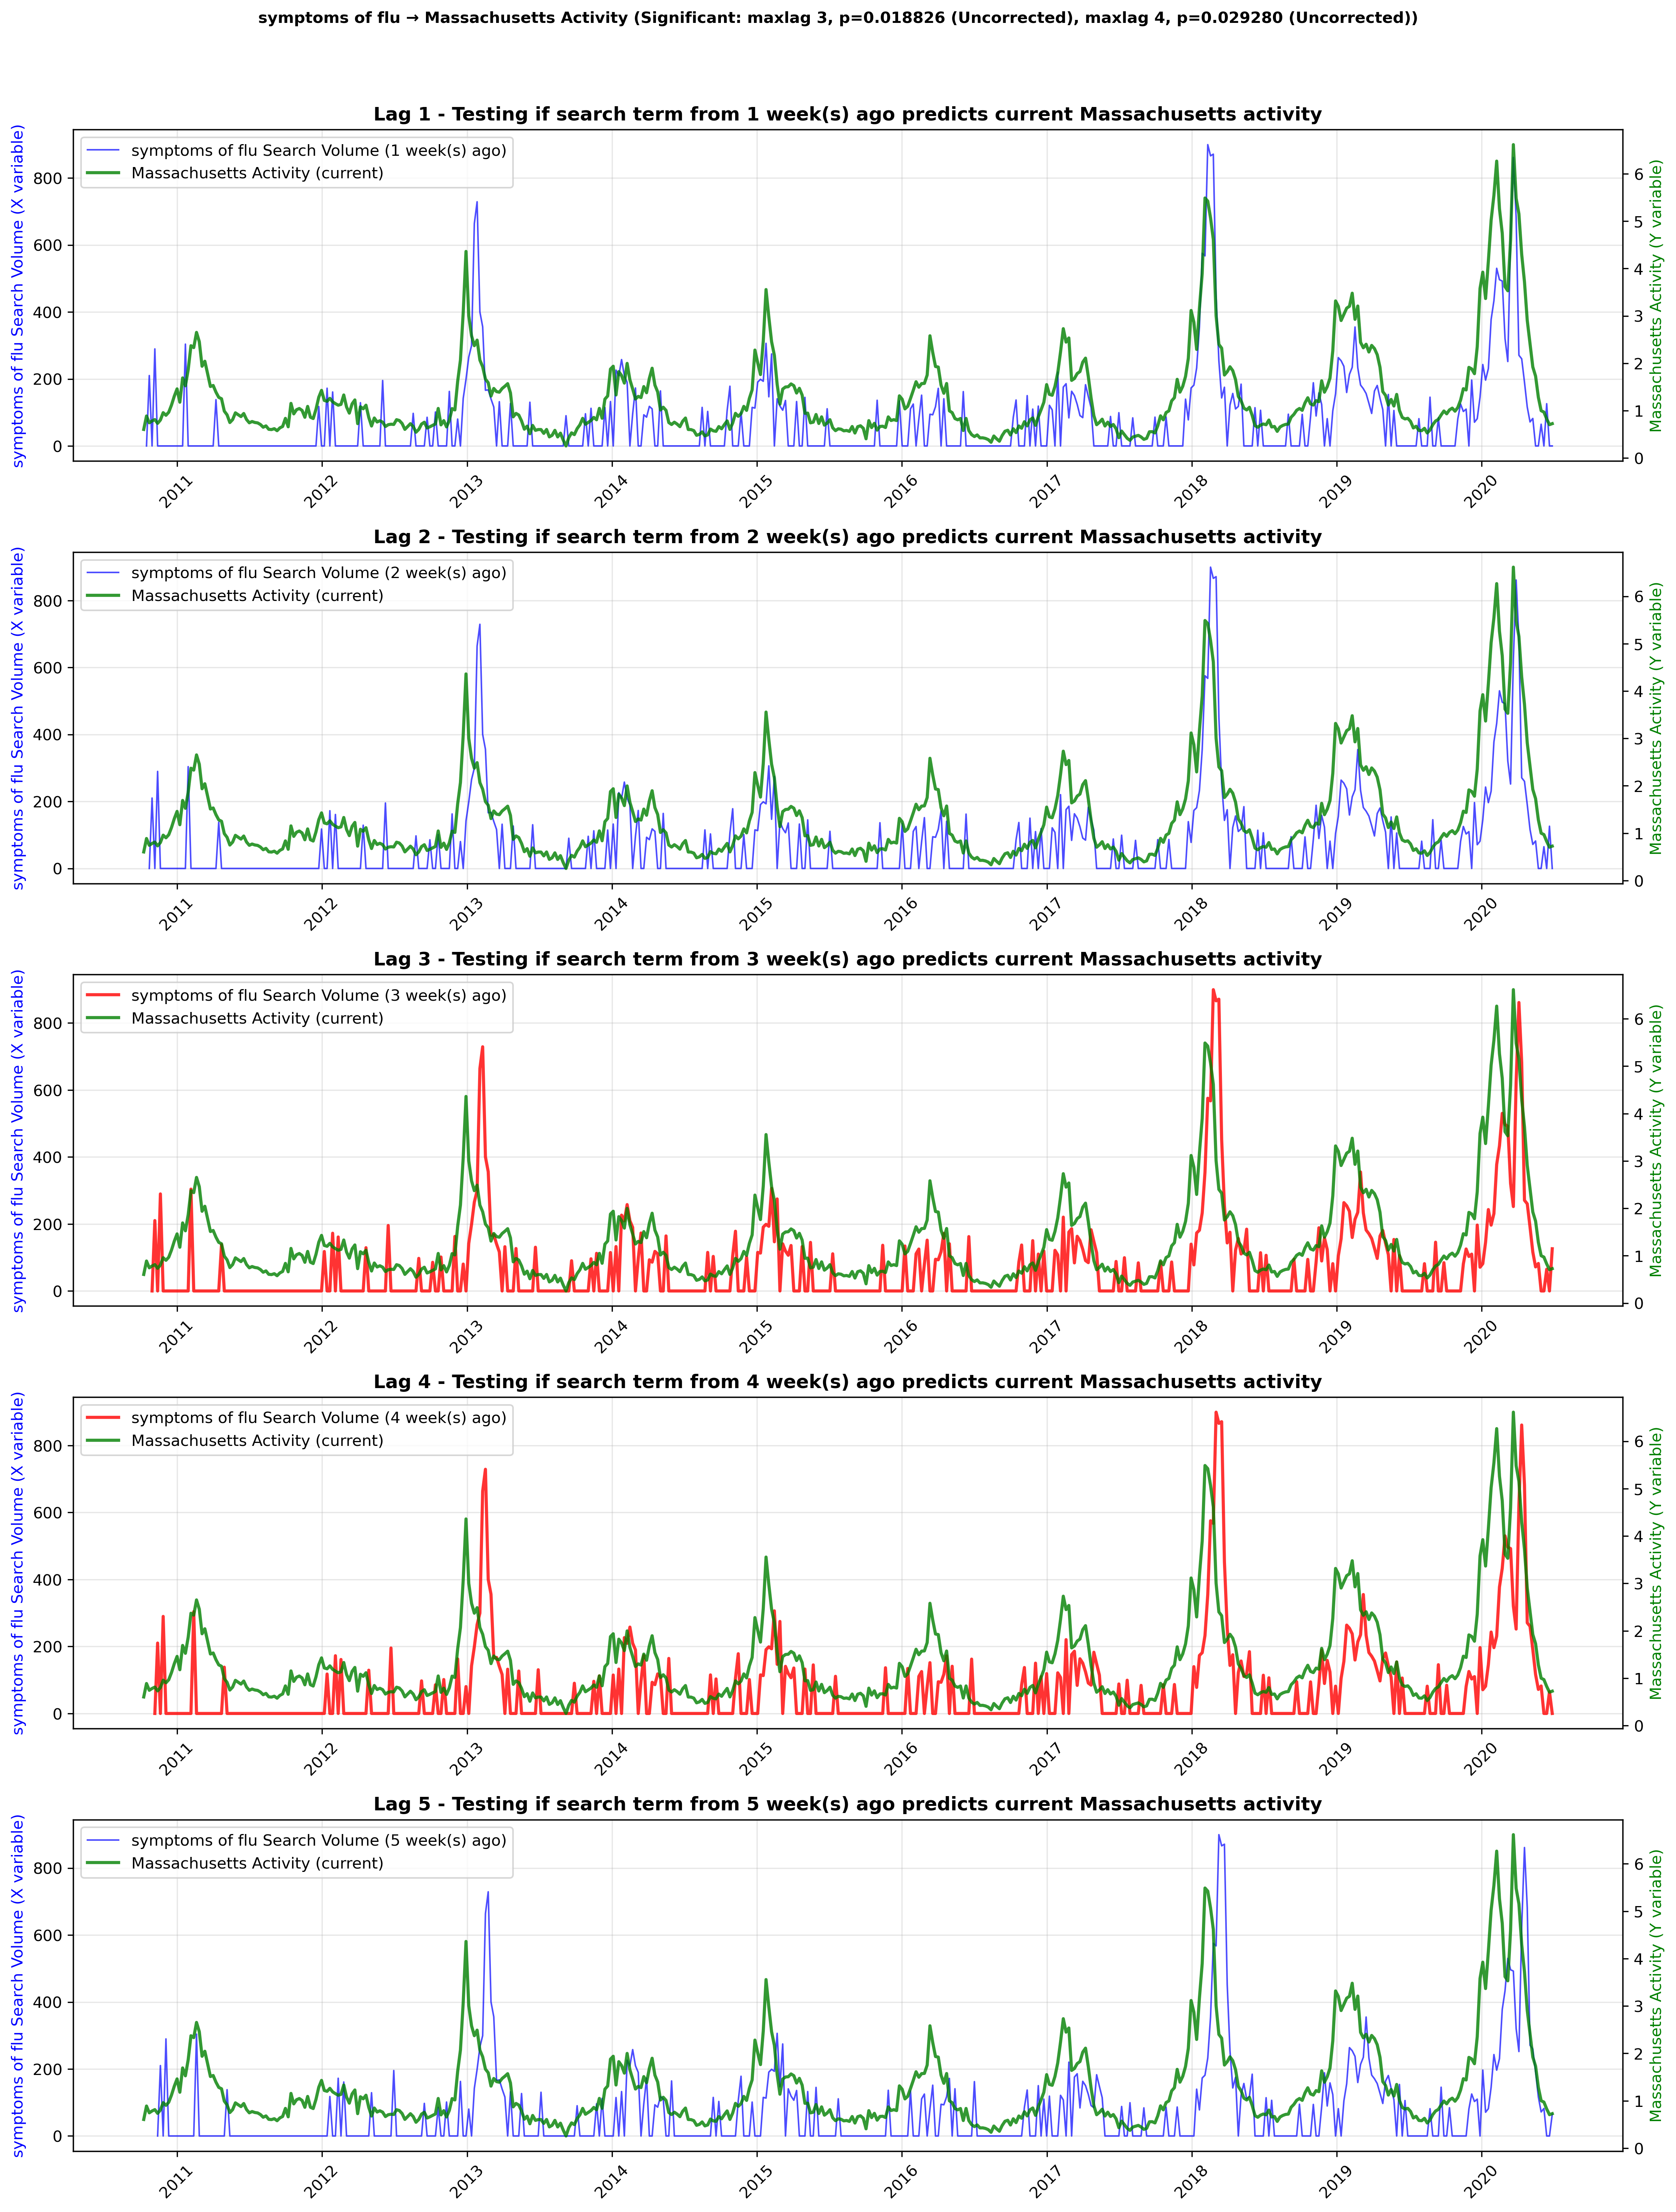 symptoms of flu → Massachusetts Activity (Significant: maxlag 3, p=0.018826 (Uncorrected), maxlag 4, p=0.029280 (Uncorrected))
Lag 1 - Testing if search term from 1 week(s) ago predicts current Massachusetts activity
symptoms of flu Search Volume (X variable)
800
600
400
200
0
symptoms of flu Search Volume (1 week(s) ago)
Massachusetts Activity (current)
6
5
4
3
2
1
0
Massachusetts Activity (Y variable)
2011 2012 2013 2014 2015 2016 2017 2018 2019 2020
Lag 2 - Testing if search term from 2 week(s) ago predicts current Massachusetts activity
symptoms of flu Search Volume (X variable)
800
600
400
200
0
symptoms of flu Search Volume (2 week(s) ago)
Massachusetts Activity (current)
6
5
4
3
2
1
0
Massachusetts Activity (Y variable)
2011 2012 2013 2014 2015 2016 2017 2018 2019 2020
Lag 3 - Testing if search term from 3 week(s) ago predicts current Massachusetts activity
symptoms of flu Search Volume (X variable)
800
600
400
200
0
symptoms of flu Search Volume (3 week(s) ago)
Massachusetts Activity (current)
6
5
4
3
2
1
0
Massachusetts Activity (Y variable)
2011 2012 2013 2014 2015 2016 2017 2018 2019 2020
Lag 4 - Testing if search term from 4 week(s) ago predicts current Massachusetts activity
symptoms of flu Search Volume (X variable)
800
600
400
200
0
symptoms of flu Search Volume (4 week(s) ago)
Massachusetts Activity (current)
6
5
4
3
2
1
0
Massachusetts Activity (Y variable)
2011 2012 2013 2014 2015 2016 2017 2018 2019 2020
Lag 5 - Testing if search term from 5 week(s) ago predicts current Massachusetts activity
symptoms of flu Search Volume (X variable)
800
600
400
200
0
symptoms of flu Search Volume (5 week(s) ago)
Massachusetts Activity (current)
6
5
4
3
2
1
0
Massachusetts Activity (Y variable)
2011 2012 2013 2014 2015 2016 2017 2018 2019 2020